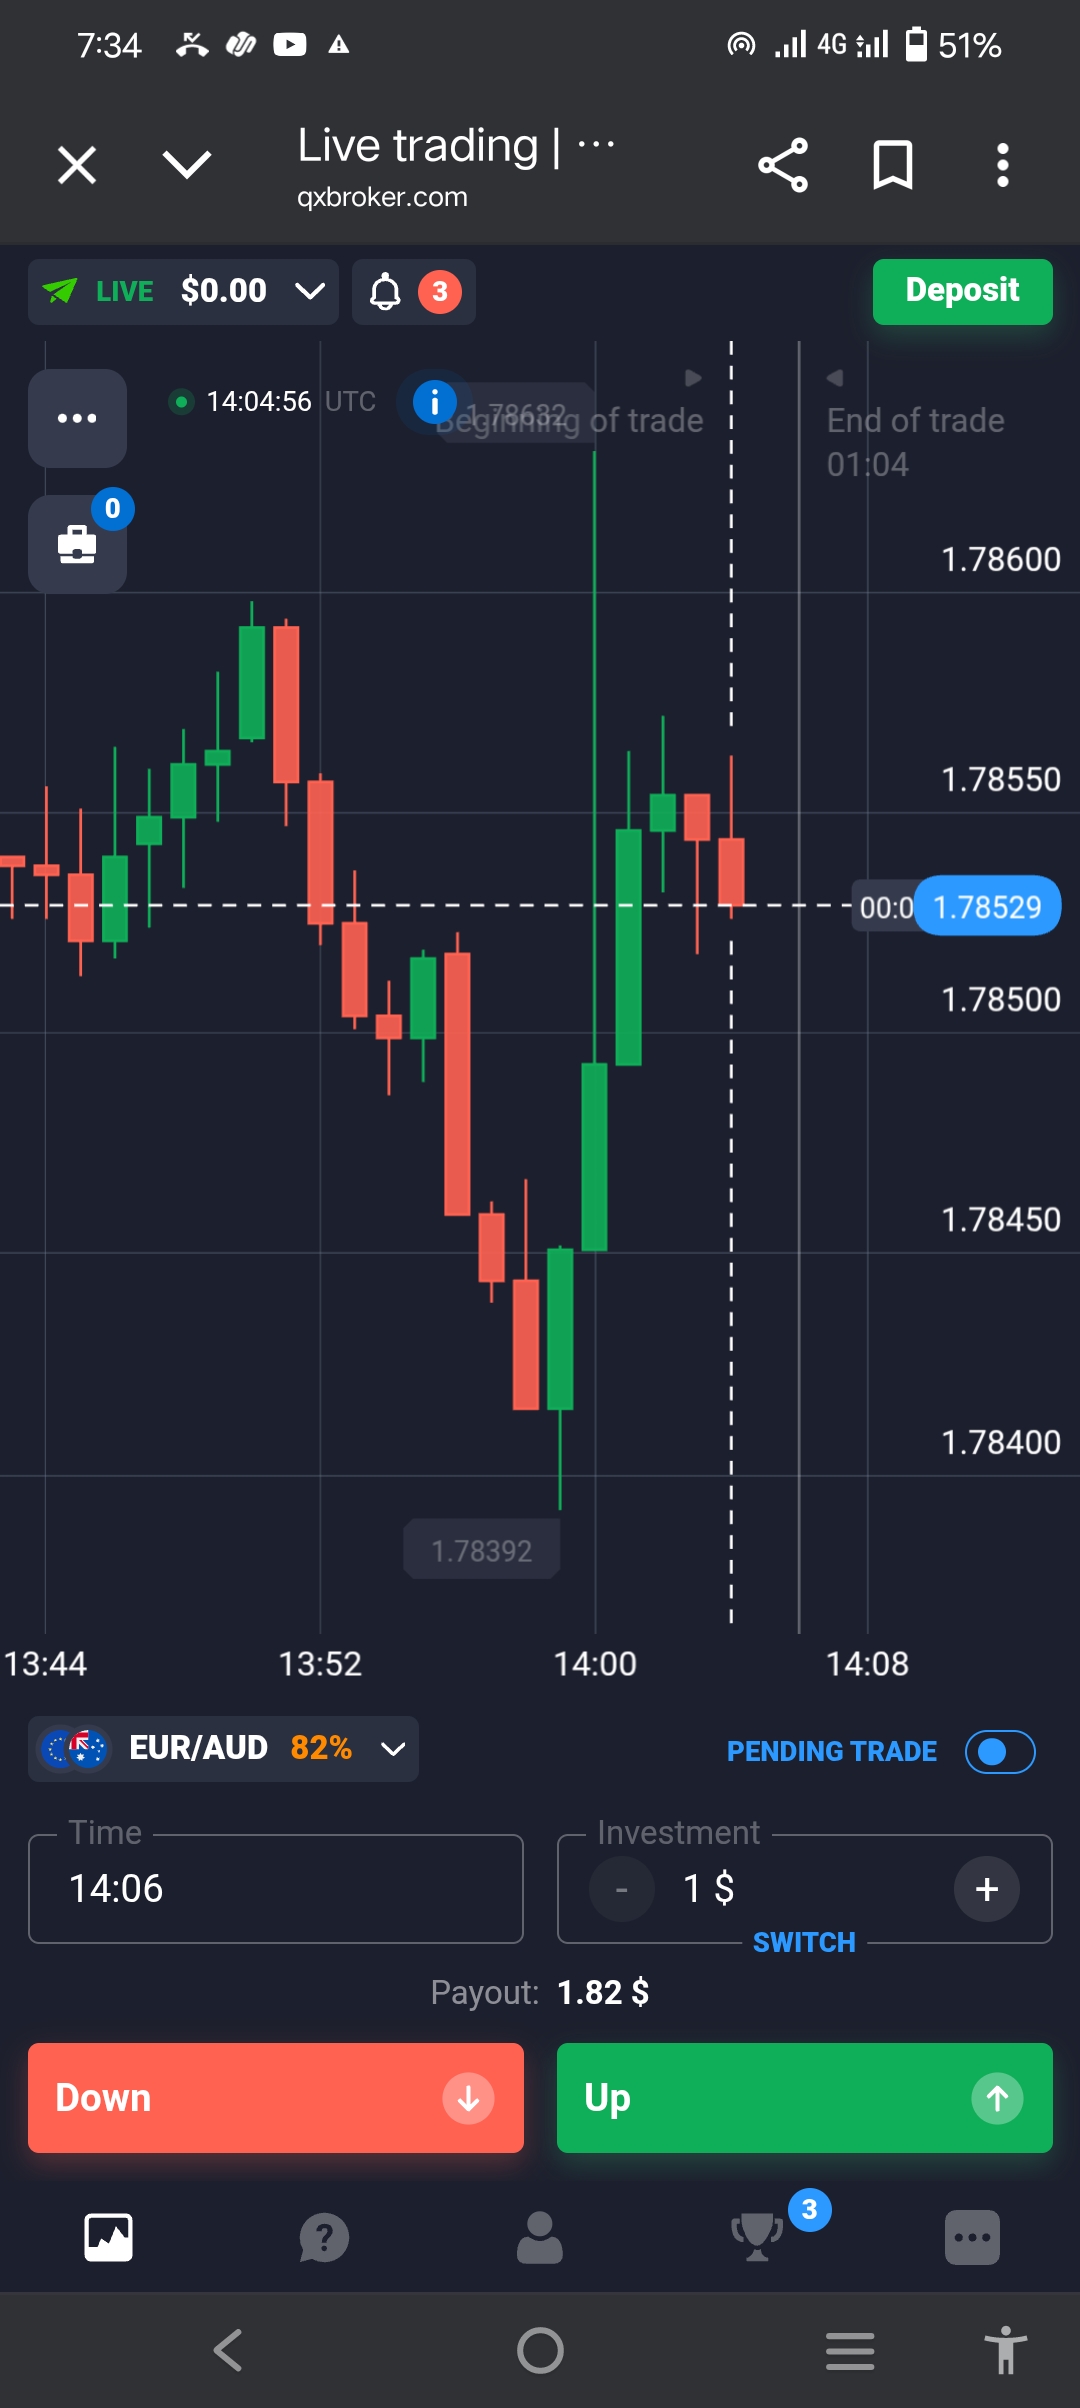 7:34
4G
51%
Live trading | ...
qxbroker.com
LIVE $0.00
3
Deposit
14:04:56 UTC
1.78632
Beginning of trade
End of trade
01:04
0
1.78600
1.78550
00:0
1.78529
1.78500
1.78450
1.78400
1.78392
13:44
13:52
14:00
14:08
EUR/AUD 82%
PENDING TRADE
Time
14:06
Investment
- 1 $ +
SWITCH
Payout: 1.82 $
Down
Up
3